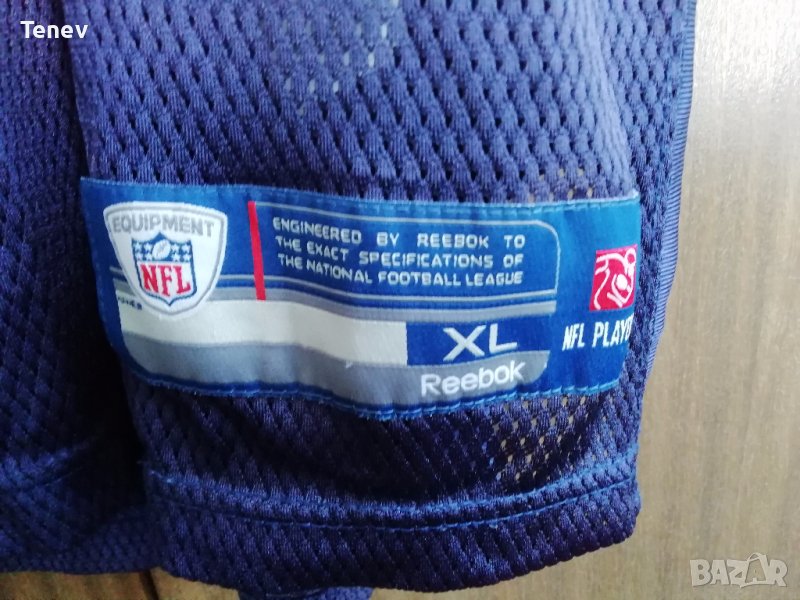 Tenev
EQUIPMENT
NFL
ENGINEERED BY REEBOK TO
THE EXACT SPECIFICATIONS OF
THE NATIONAL FOOTBALL LEAGUE
XL
Reebok
NFL PLAYE
BAZAR